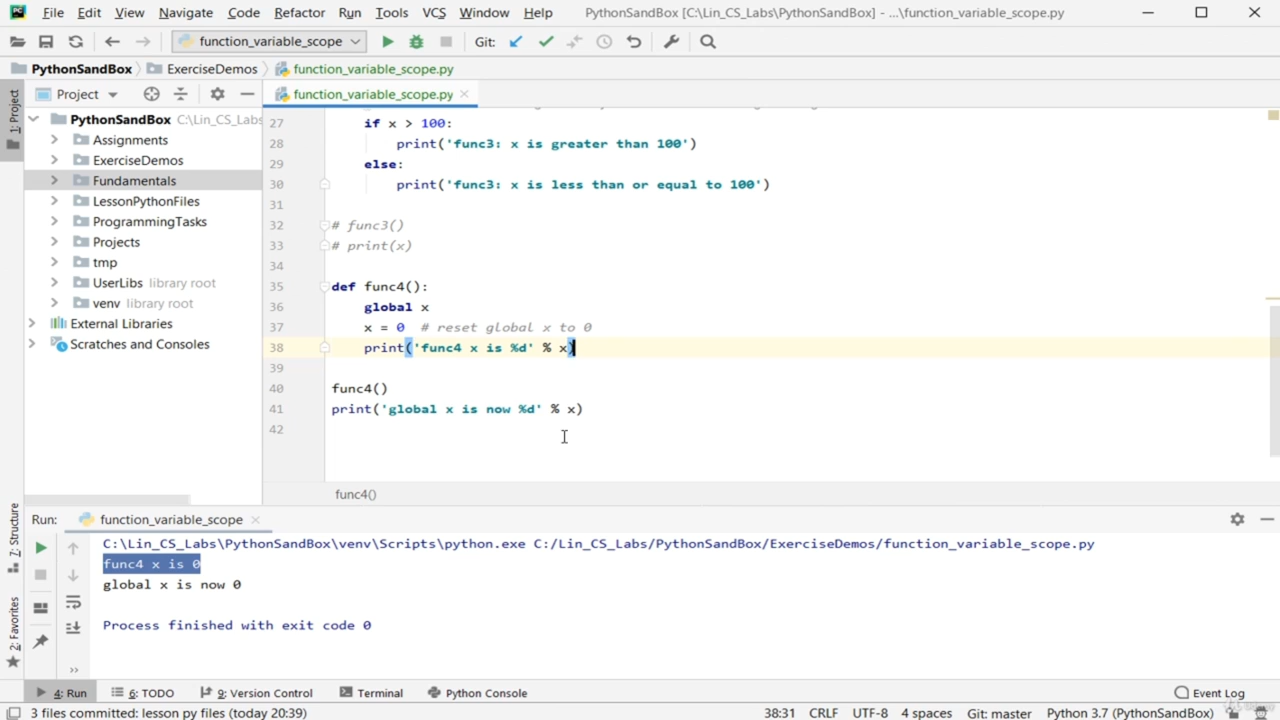 File Edit View Navigate Code Refactor Run Tools VCS Window Help PythonSandBox [C:\Lin_CS_Labs\PythonSandBox] - ...\function_variable_scope.py
function_variable_scope Git:
PythonSandBox ExerciseDemos function_variable_scope.py
1: Project
Project
function_variable_scope.py
PythonSandBox C:\Lin_CS_Labs
Assignments
ExerciseDemos
Fundamentals
LessonPythonFiles
ProgrammingTasks
Projects
tmp
UserLibs library root
venv library root
External Libraries
Scratches and Consoles
27 if x > 100:
28 print('func3: x is greater than 100')
29 else:
30 print('func3: x is less than or equal to 100')
31
32 # func3()
33 # print(x)
34
35 def func4():
36 global x
37 x = 0 # reset global x to 0
38 print('func4 x is %d' % x)
39
40 func4()
41 print('global x is now %d' % x)
42
func4()
7: Structure
2: Favorites
Run: function_variable_scope
C:\Lin_CS_Labs\PythonSandBox\venv\Scripts\python.exe C:/Lin_CS_Labs/PythonSandBox/ExerciseDemos/function_variable_scope.py
func4 x is 0
global x is now 0
Process finished with exit code 0
4: Run 6: TODO 9: Version Control Terminal Python Console Event Log
3 files committed: lesson py files (today 20:39) 38:31 CRLF UTF-8 4 spaces Git: master Python 3.7 (PythonSandBox)